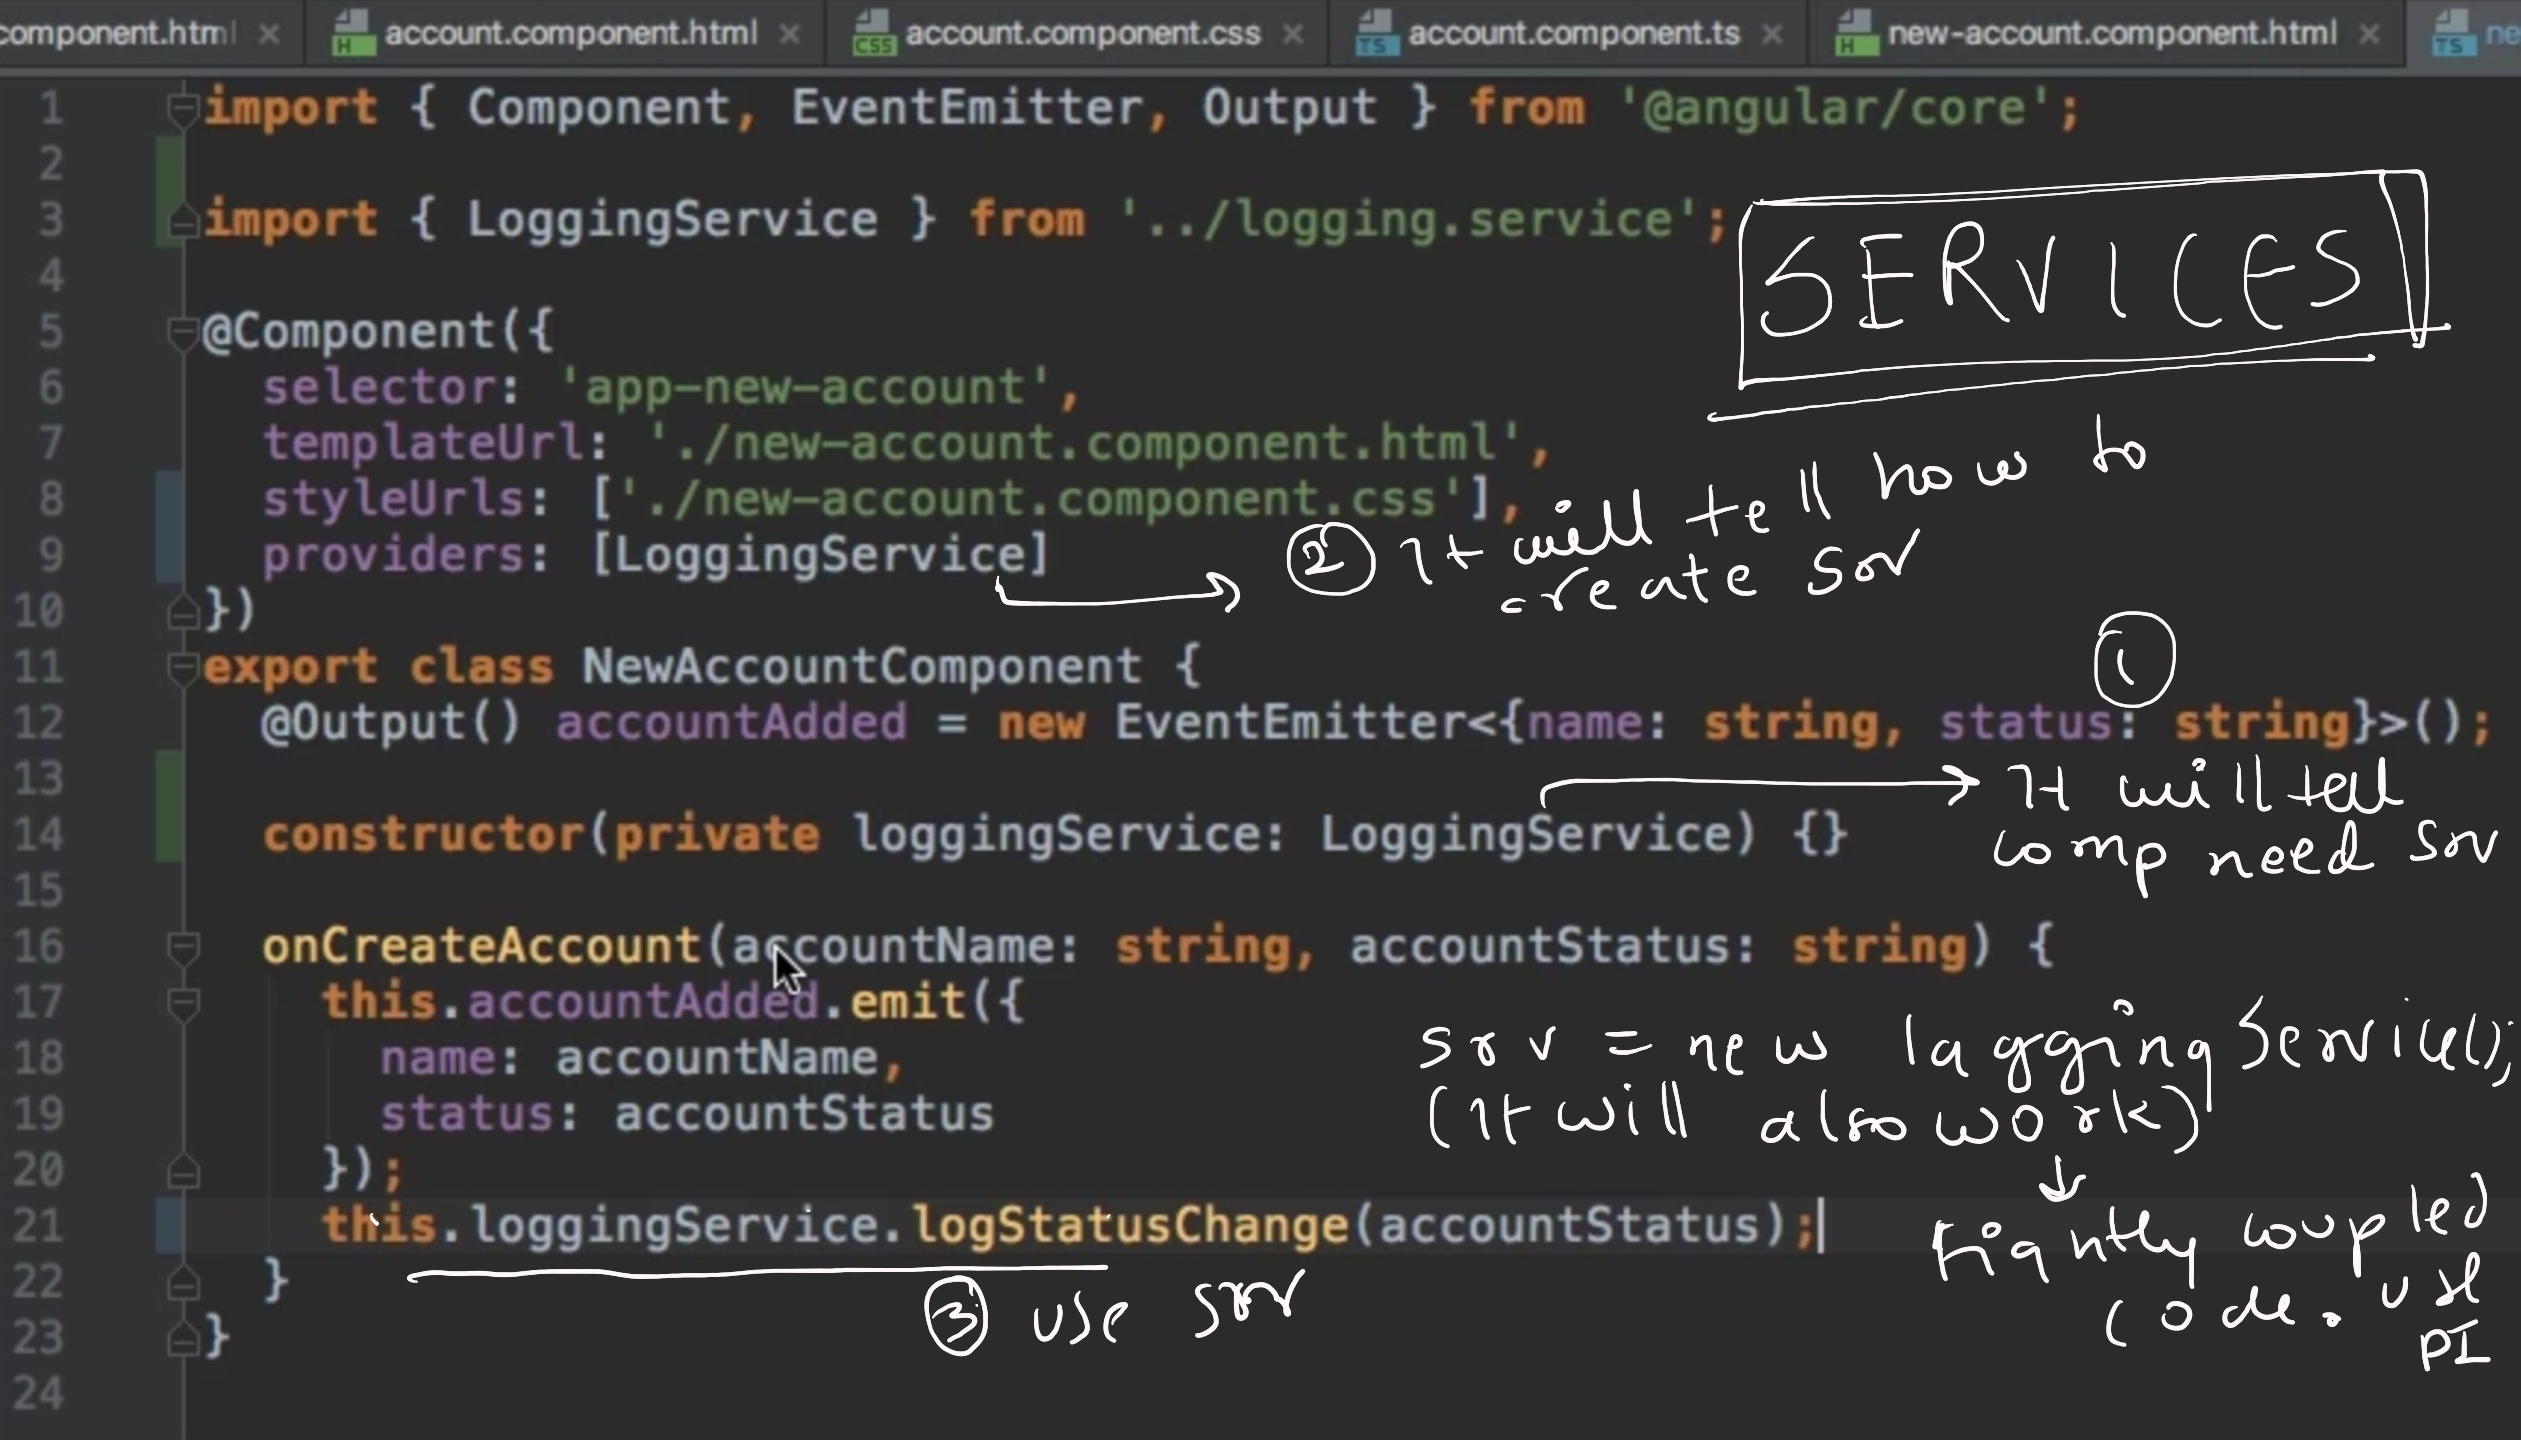 component.html
account.component.html
account.component.css
account.component.ts
new-account.component.html
ne
1 import { Component, EventEmitter, Output } from '@angular/core';
2
3 import { LoggingService } from '../logging.service';
SERVICES
4
5 @Component({
6 selector: 'app-new-account',
7 templateUrl: './new-account.component.html',
8 styleUrls: ['./new-account.component.css'],
9 providers: [LoggingService]
② It will tell how to
create srv
10 })
11 export class NewAccountComponent {
12 @Output() accountAdded = new EventEmitter<{name: string, status: string}>();
13
①
It will tell
comp need srv
14 constructor(private loggingService: LoggingService) {}
15
16 onCreateAccount(accountName: string, accountStatus: string) {
17 this.accountAdded.emit({
18 name: accountName,
19 status: accountStatus
20 });
srv = new laggingService();
(It will also work)
21 this.loggingService.logStatusChange(accountStatus);
tightly coupled
code. use
DI
③ use srv
22 }
23 }
24